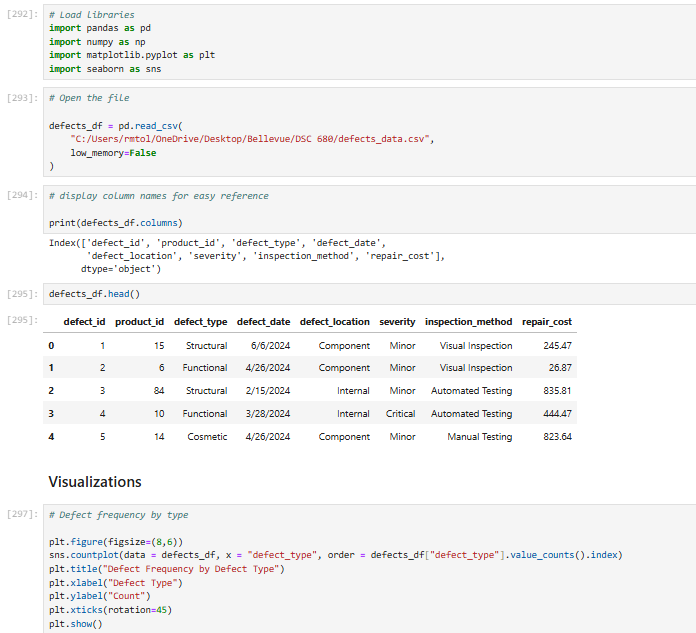 [292]: # Load libraries
import pandas as pd
import numpy as np
import matplotlib.pyplot as plt
import seaborn as sns
[293]: # Open the file
defects_df = pd.read_csv(
"C:/Users/rmtol/OneDrive/Desktop/Bellevue/DSC 680/defects_data.csv",
low_memory=False
)
[294]: # display column names for easy reference
print(defects_df.columns)
Index(['defect_id', 'product_id', 'defect_type', 'defect_date',
'defect_location', 'severity', 'inspection_method', 'repair_cost'],
dtype='object')
[295]: defects_df.head()
[295]: defect_id product_id defect_type defect_date defect_location severity inspection_method repair_cost
0 1 15 Structural 6/6/2024 Component Minor Visual Inspection 245.47
1 2 6 Functional 4/26/2024 Component Minor Visual Inspection 26.87
2 3 84 Structural 2/15/2024 Internal Minor Automated Testing 835.81
3 4 10 Functional 3/28/2024 Internal Critical Automated Testing 444.47
4 5 14 Cosmetic 4/26/2024 Component Minor Manual Testing 823.64
Visualizations
[297]: # Defect frequency by type
plt.figure(figsize=(8,6))
sns.countplot(data = defects_df, x = "defect_type", order = defects_df["defect_type"].value_counts().index)
plt.title("Defect Frequency by Defect Type")
plt.xlabel("Defect Type")
plt.ylabel("Count")
plt.xticks(rotation=45)
plt.show()